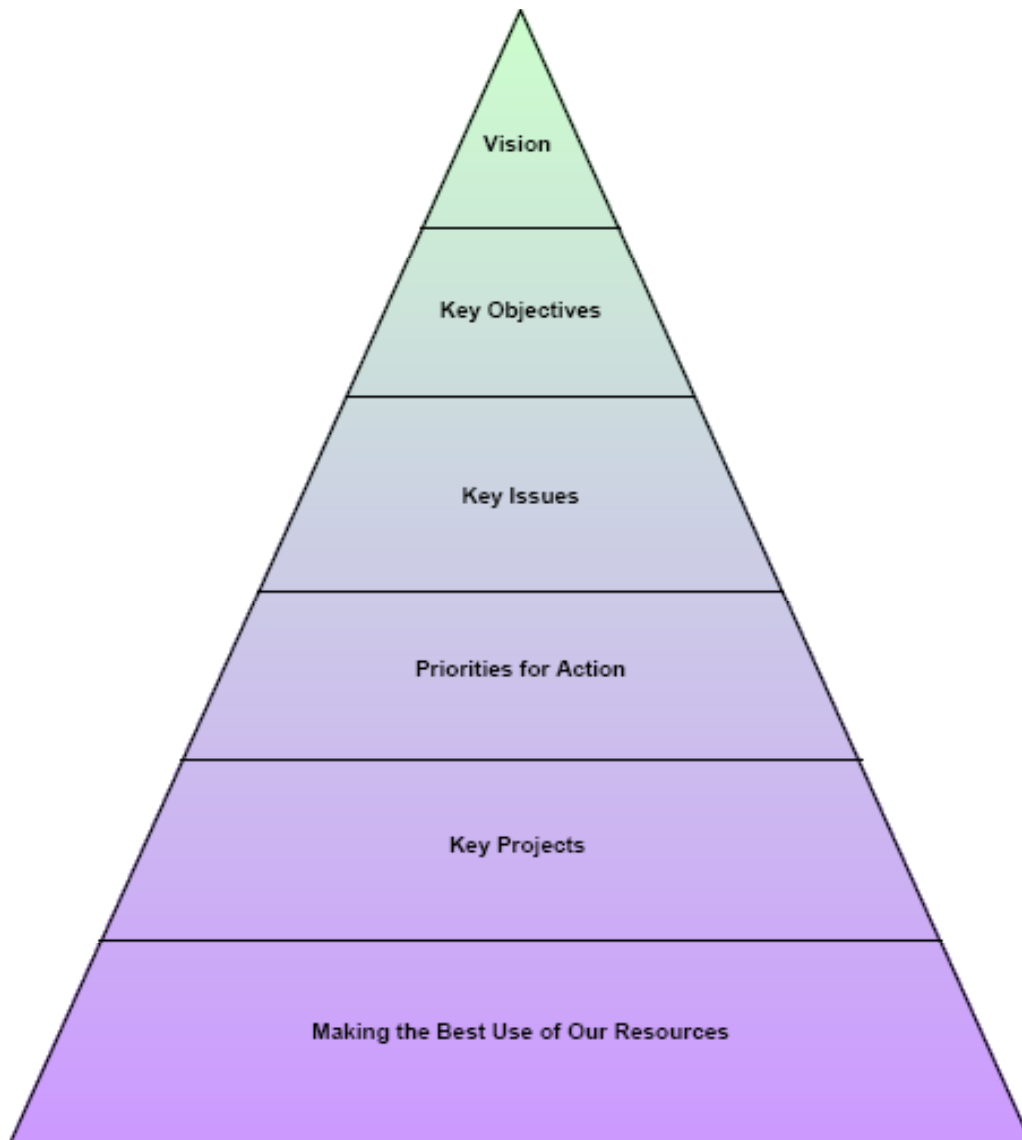 Vision
Key Objectives
Key Issues
Priorities for Action
Key Projects
Making the Best Use of Our Resources